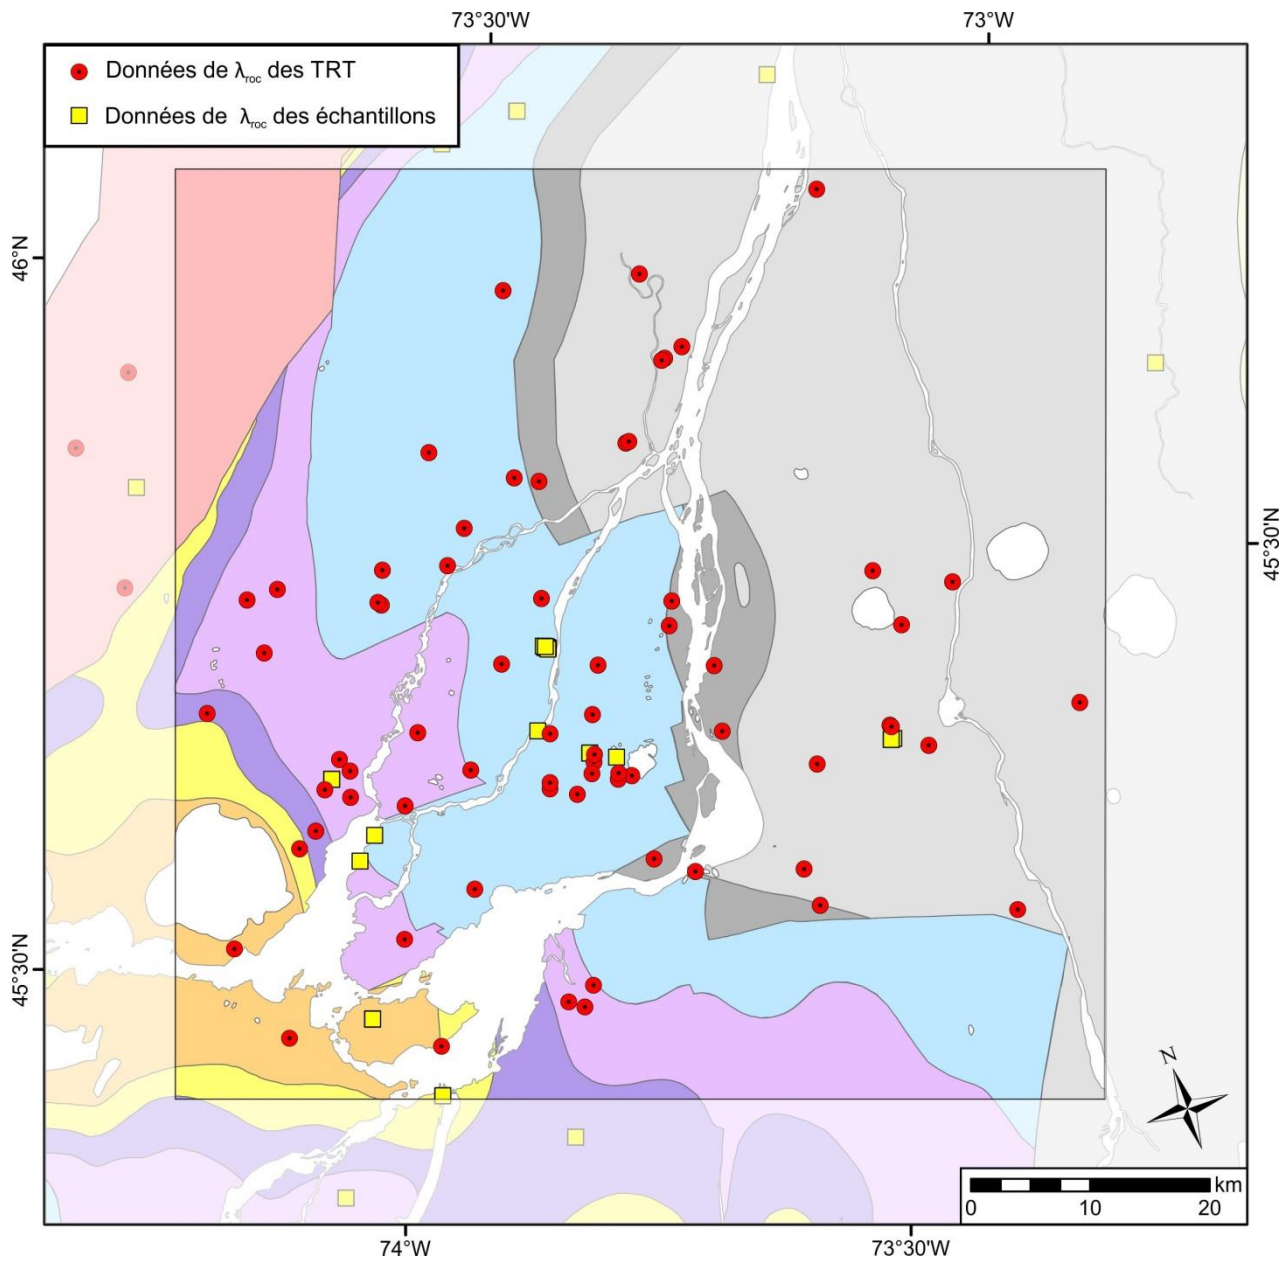 73°30'W 73°W
Données de λroc des TRT
Données de λroc des échantillons
46°N
45°30'N
45°30'N
N
km
0 10 20
74°W 73°30'W